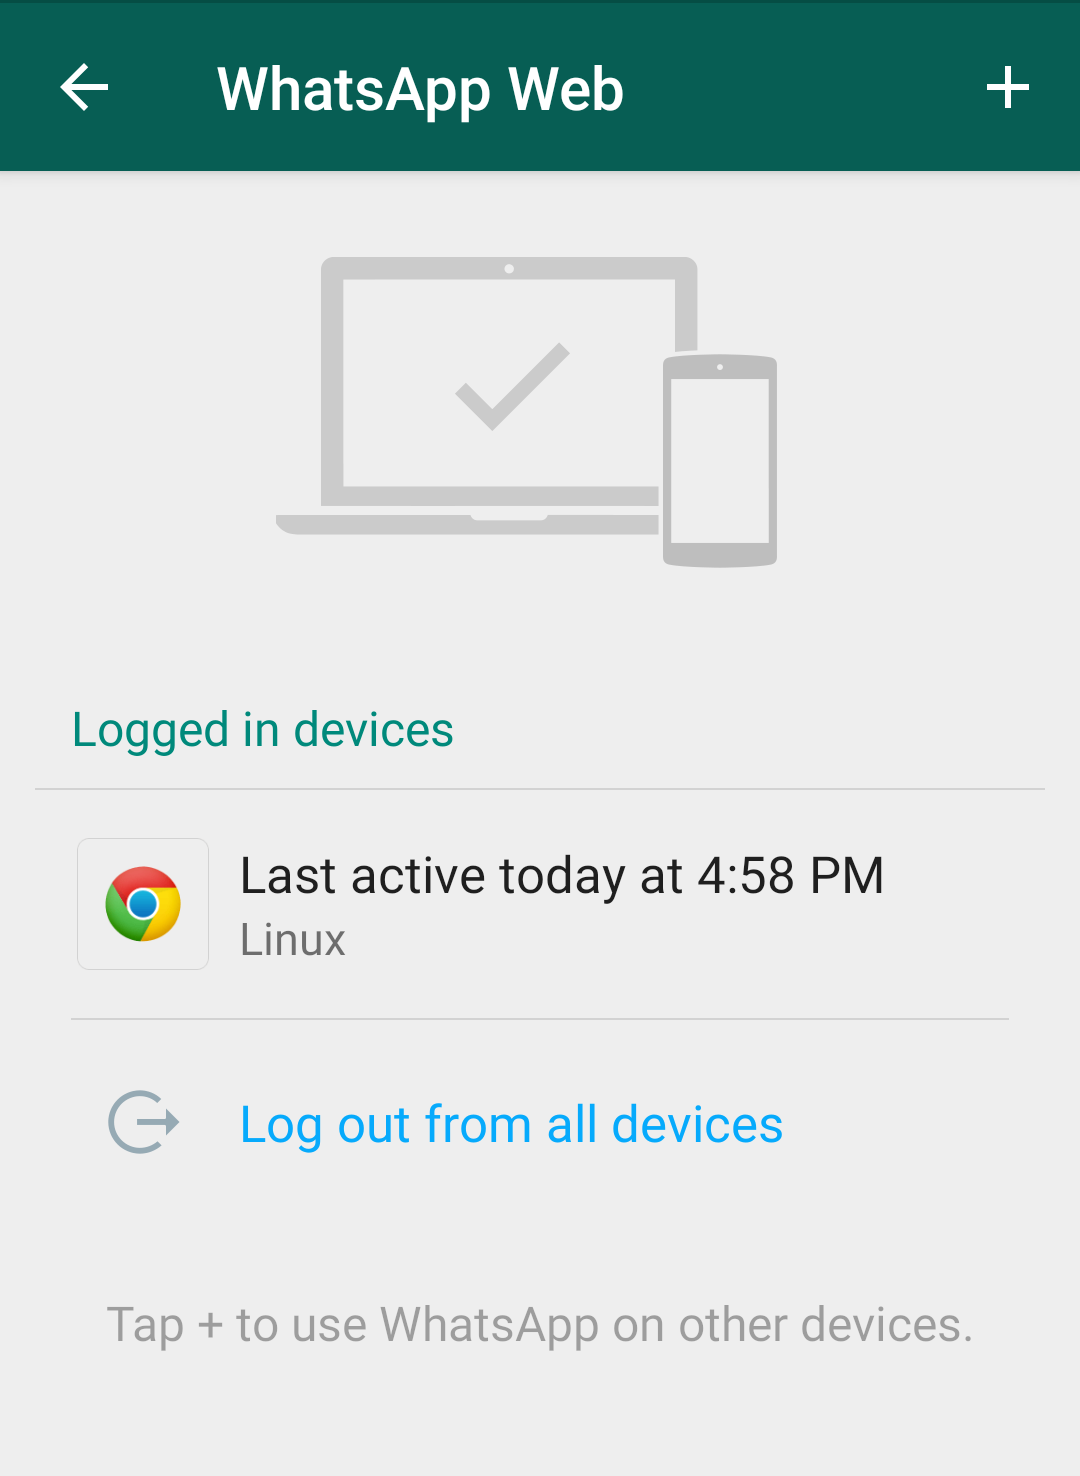 WhatsApp Web
Logged in devices
Last active today at 4:58 PM
Linux
Log out from all devices
Tap + to use WhatsApp on other devices.